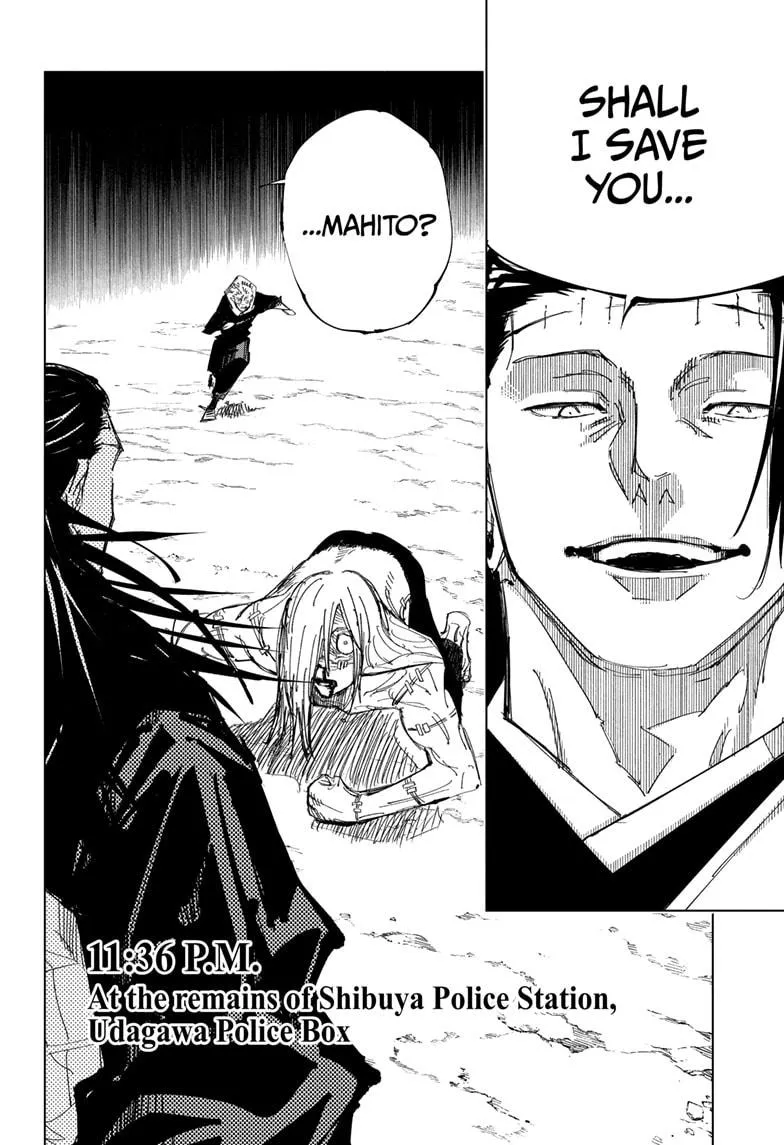 SHALL
I SAVE
YOU...
...MAHITO?
11:36 P.M.
At the remains of Shibuya Police Station,
Udagawa Police Box